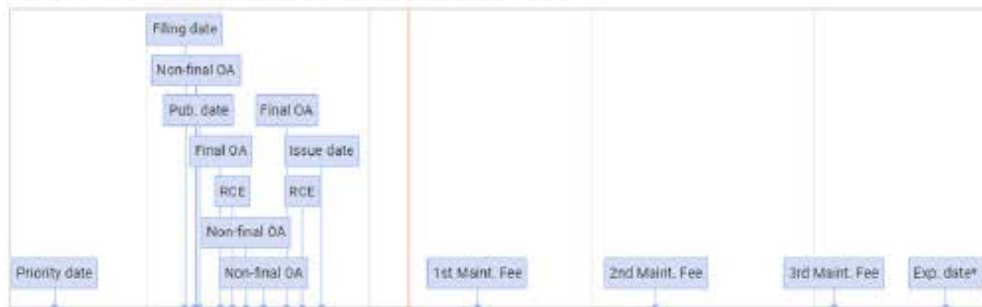 Filing date
Non-final OA
Pub. date Final OA
Final OA Issue date
RCE RCE
Non-final OA
Priority date Non-final OA 1st Maint. Fee 2nd Maint. Fee 3rd Maint. Fee Exp. date*